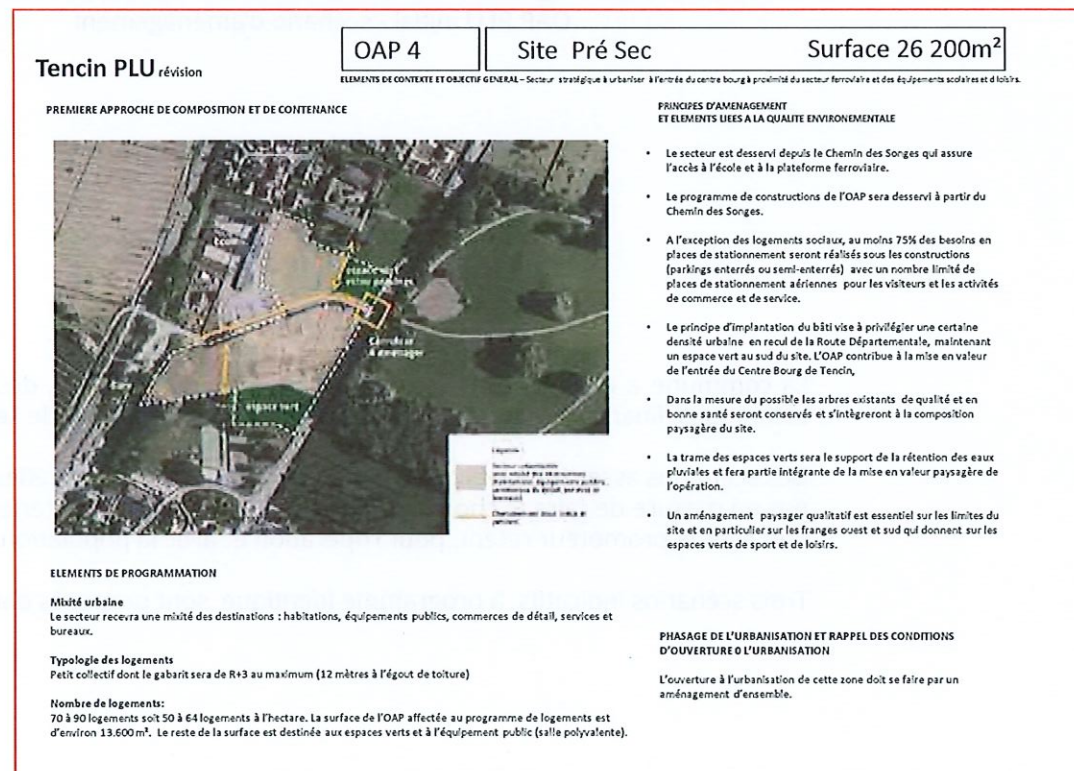 Tencin PLU révision
OAP 4
Site Pré Sec
Surface 26 200m²
ELEMENTS DE CONTEXTE ET OBJECTIF GENERAL – Secteur stratégique à urbaniser à l'entrée du centre bourg à proximité du secteur ferroviaire et des équipements scolaires et d loisirs.
PREMIERE APPROCHE DE COMPOSITION ET DE CONTENANCE
Ecole
espace vert
Carrefour
à aménager
Gare
espace vert
Légende :
ELEMENTS DE PROGRAMMATION
Mixité urbaine
Le secteur recevra une mixité des destinations : habitations, équipements publics, commerces de détail, services et
bureaux.
Typologie des logements
Petit collectif dont le gabarit sera de R+3 au maximum (12 mètres à l'égout de toiture)
Nombre de logements:
70 à 90 logements soit 50 à 64 logements à l'hectare. La surface de l'OAP affectée au programme de logements est
d'environ 13.600 m². Le reste de la surface est destinée aux espaces verts et à l'équipement public (salle polyvalente).
PRINCIPES D'AMENAGEMENT
ET ELEMENTS LIEES A LA QUALITE ENVIRONEMENTALE
• Le secteur est desservi depuis le Chemin des Songes qui assure
l'accès à l'école et à la plateforme ferroviaire.
• Le programme de constructions de l'OAP sera desservi à partir du
Chemin des Songes.
• A l'exception des logements sociaux, au moins 75% des besoins en
places de stationnement seront réalisés sous les constructions
(parkings enterrés ou semi-enterrés) avec un nombre limité de
places de stationnement aériennes pour les visiteurs et les activités
de commerce et de service.
• Le principe d'implantation du bâti vise à privilégier une certaine
densité urbaine en recul de la Route Départementale, maintenant
un espace vert au sud du site. L'OAP contribue à la mise en valeur
de l'entrée du Centre Bourg de Tencin,
• Dans la mesure du possible les arbres existants de qualité et en
bonne santé seront conservés et s'intègreront à la composition
paysagère du site.
• La trame des espaces verts sera le support de la rétention des eaux
pluviales et fera partie intégrante de la mise en valeur paysagère de
l'opération.
• Un aménagement paysager qualitatif est essentiel sur les limites du
site et en particulier sur les franges ouest et sud qui donnent sur les
espaces verts de sport et de loisirs.
PHASAGE DE L'URBANISATION ET RAPPEL DES CONDITIONS
D'OUVERTURE 0 L'URBANISATION
L'ouverture à l'urbanisation de cette zone doit se faire par un
aménagement d'ensemble.